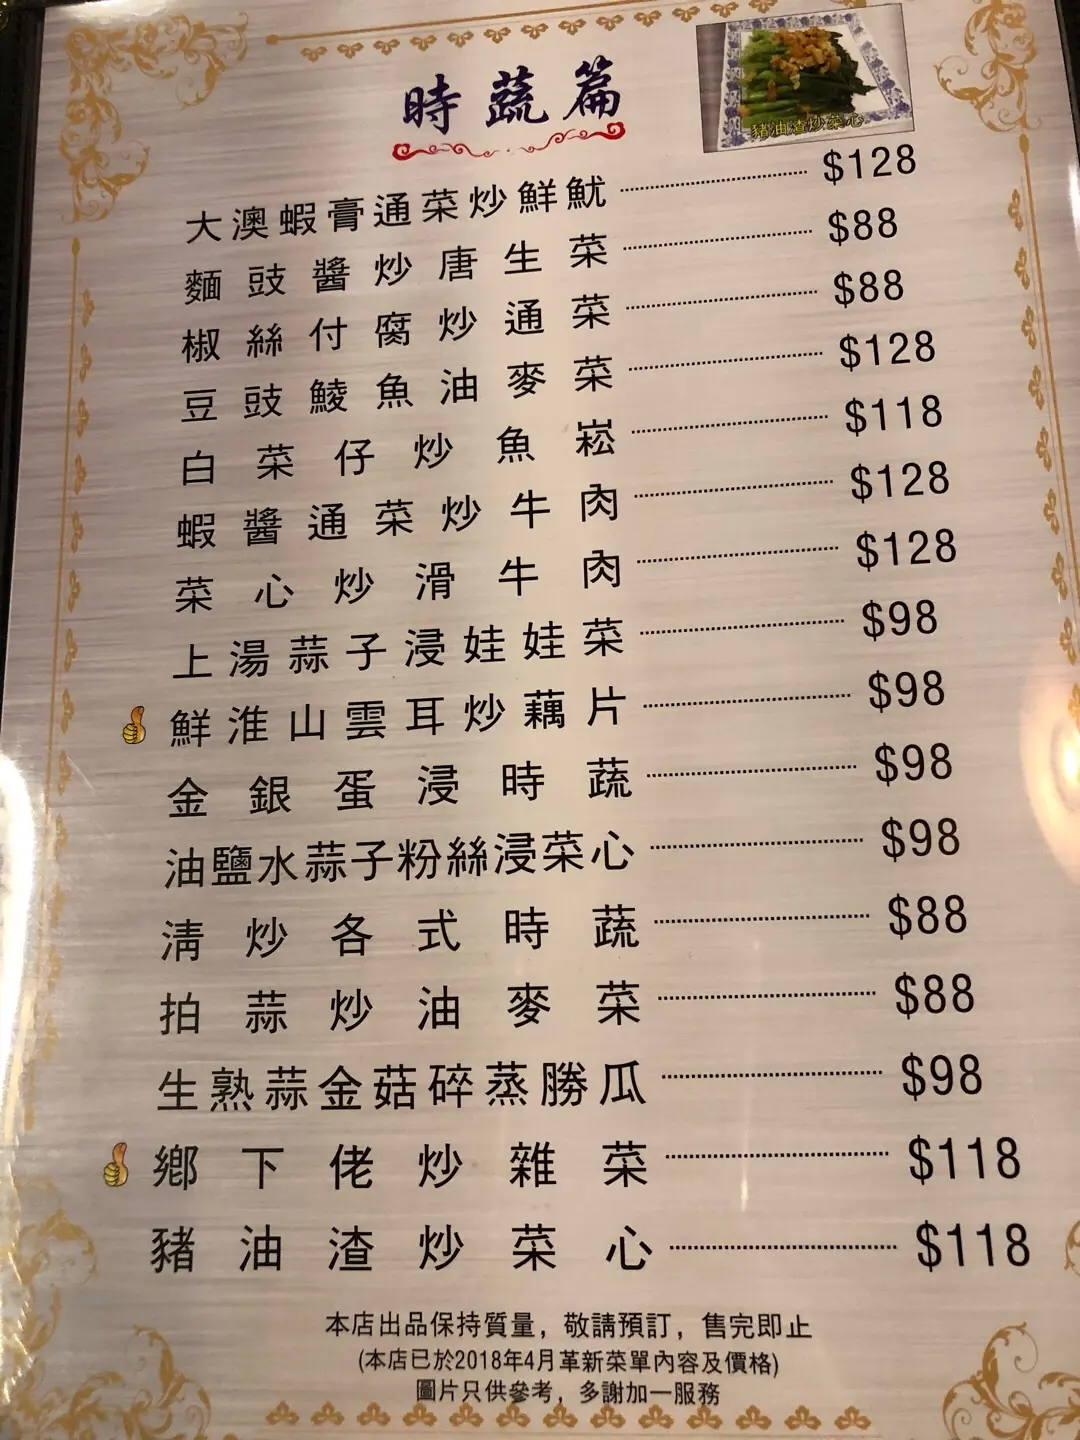 時蔬篇
豬油渣炒菜心
大澳蝦膏通菜炒鮮魷 $128
麵豉醬炒唐生菜 $88
椒絲付腐炒通菜 $88
豆豉鯪魚油麥菜 $128
白菜仔炒魚崧 $118
蝦醬通菜炒牛肉 $128
菜心炒滑牛肉 $128
上湯蒜子浸娃娃菜 $98
鮮淮山雲耳炒藕片 $98
金銀蛋浸時蔬 $98
油鹽水蒜子粉絲浸菜心 $98
清炒各式時蔬 $88
拍蒜炒油麥菜 $88
生熟蒜金菇碎蒸勝瓜 $98
鄉下佬炒雜菜 $118
豬油渣炒菜心 $118
本店出品保持質量，敬請預訂，售完即止
(本店已於2018年4月革新菜單內容及價格)
圖片只供參考，多謝加一服務